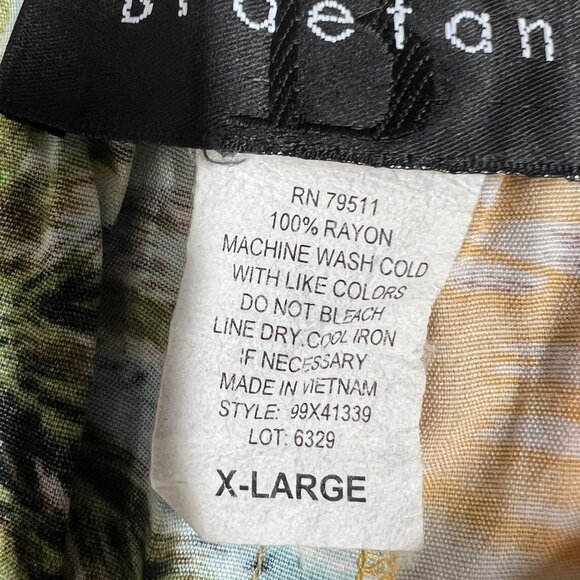 Braetan
RN 79511
100% RAYON
MACHINE WASH COLD
WITH LIKE COLORS
DO NOT BLEACH
LINE DRY.COOL IRON
IF NECESSARY
MADE IN VIETNAM
STYLE: 99X41339
LOT: 6329
X-LARGE